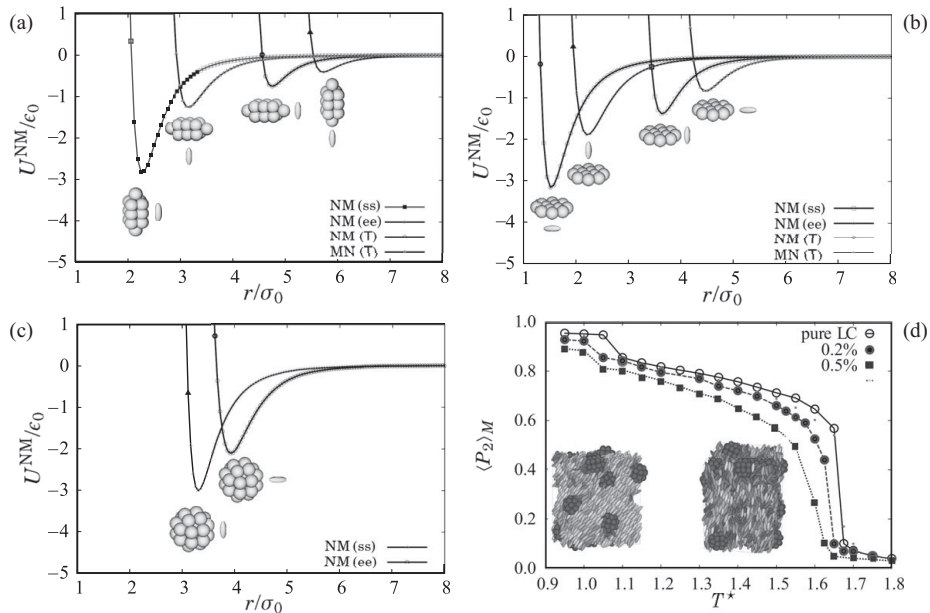 (a)
1
0
−1
−2
−3
−4
−5
U^NM/ϵ0
NM (ss)
NM (ee)
NM (T)
MN (T)
1 2 3 4 5 6 7 8
r/σ0
(b)
1
0
−1
−2
−3
−4
−5
U^NM/ϵ0
NM (ss)
NM (ee)
NM (T)
MN (T)
1 2 3 4 5 6 7 8
r/σ0
(c)
1
0
−1
−2
−3
−4
−5
U^NM/ϵ0
NM (ss)
NM (ee)
1 2 3 4 5 6 7 8
r/σ0
(d)
pure LC
0.2%
0.5%
1.0
0.8
0.6
0.4
0.2
0.0
⟨P2⟩M
0.9 1.0 1.1 1.2 1.3 1.4 1.5 1.6 1.7 1.8
T⋆